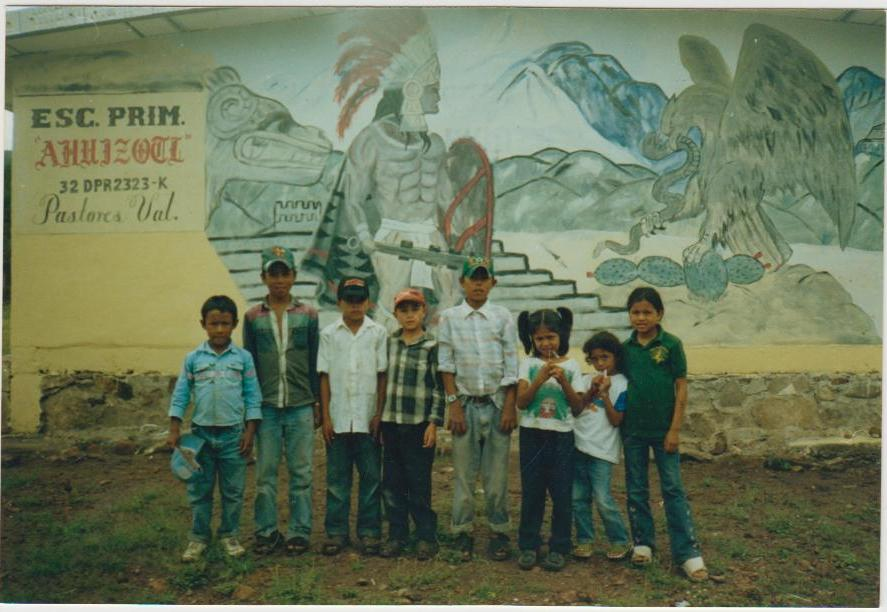 ESC. PRIM.
"AHUIZOTL"
32 DPR2323-K
Pastores Val.